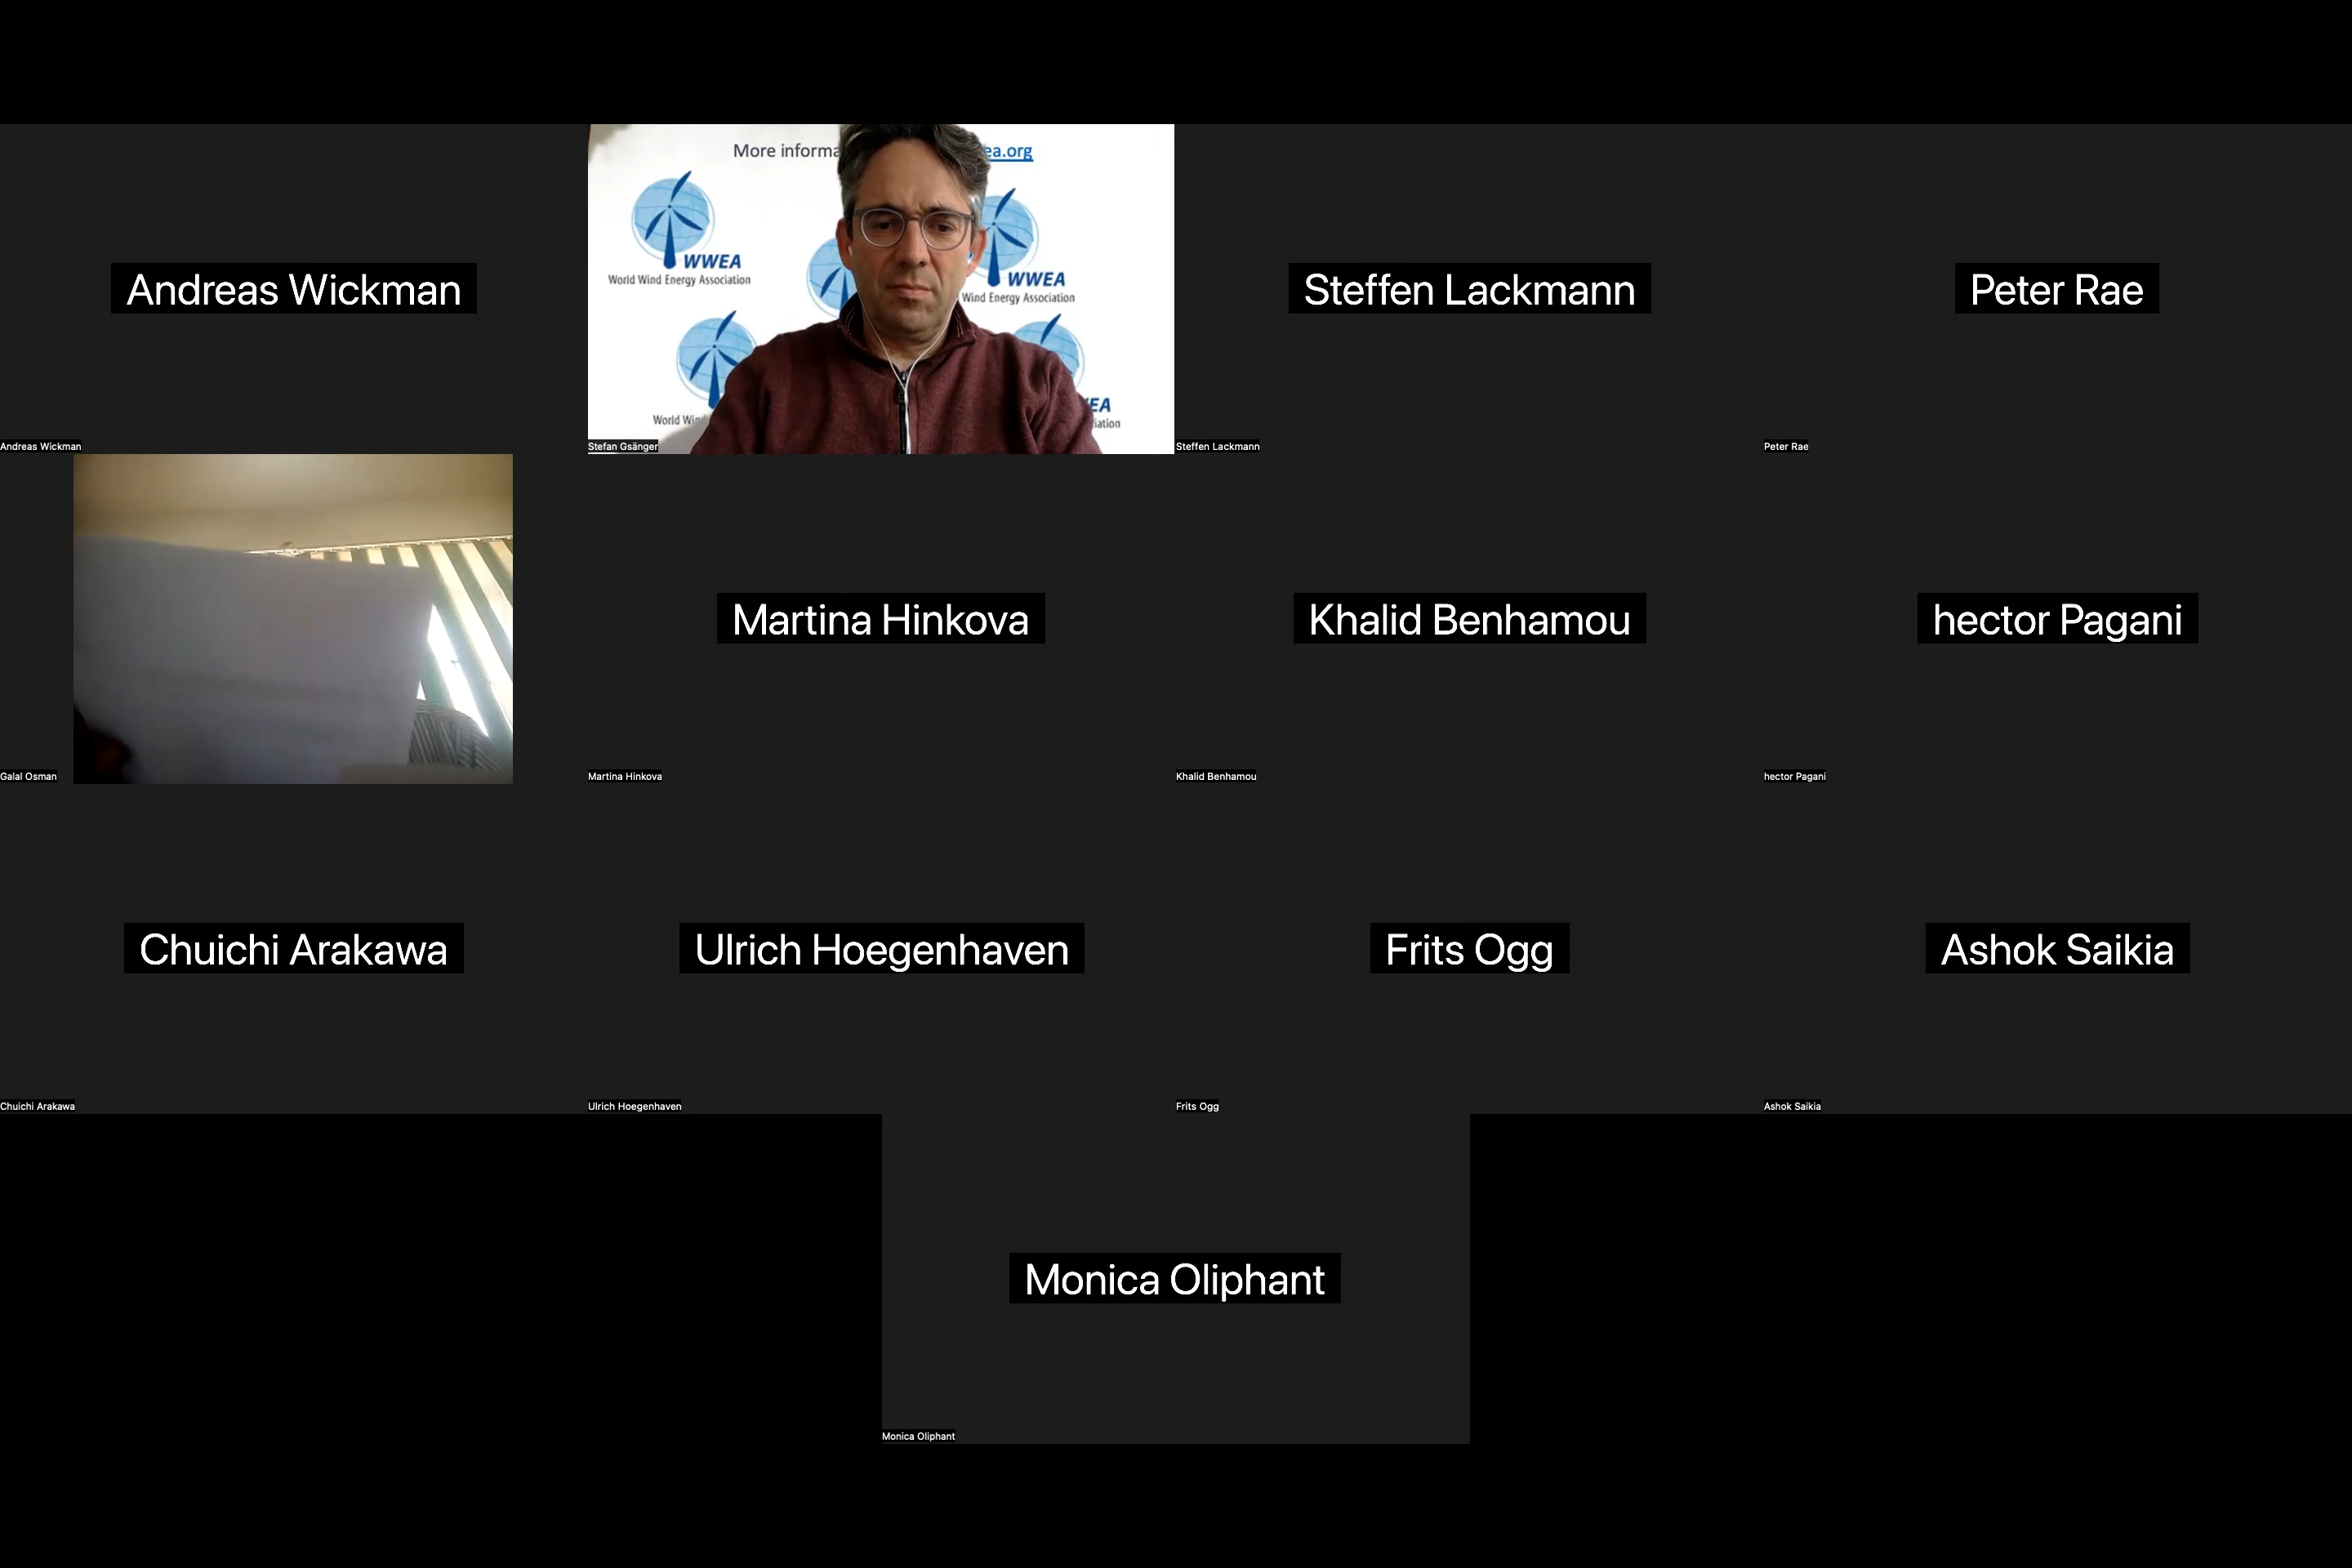 More informa
ea.org
WWEA
World Wind Energy Association
WWEA
Wind Energy Association
World Win
EA
iation
Andreas Wickman
Steffen Lackmann
Peter Rae
Andreas Wickman
Stefan Gsänger
Steffen Lackmann
Peter Rae
Martina Hinkova
Khalid Benhamou
hector Pagani
Galal Osman
Martina Hinkova
Khalid Benhamou
hector Pagani
Chuichi Arakawa
Ulrich Hoegenhaven
Frits Ogg
Ashok Saikia
Chuichi Arakawa
Ulrich Hoegenhaven
Frits Ogg
Ashok Saikia
Monica Oliphant
Monica Oliphant